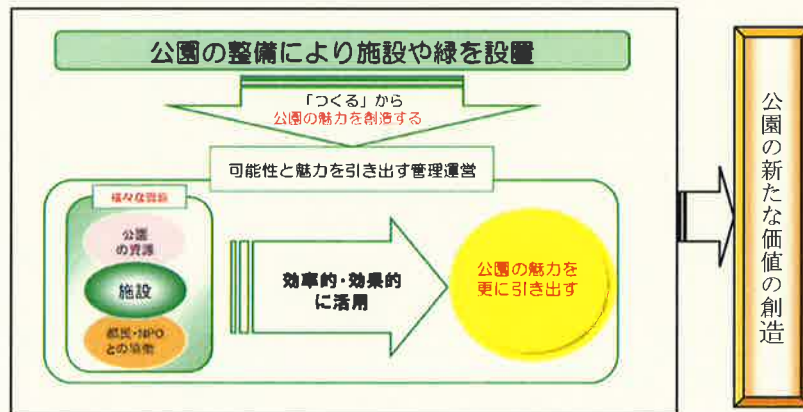 公園の整備により施設や緑を設置
「つくる」から
公園の魅力を創造する
可能性と魅力を引き出す管理運営
様々な資源
公園
の資源
施設
都民・NPO
との協働
効率的・効果的
に活用
公園の魅力を
更に引き出す
公園の新たな価値の創造